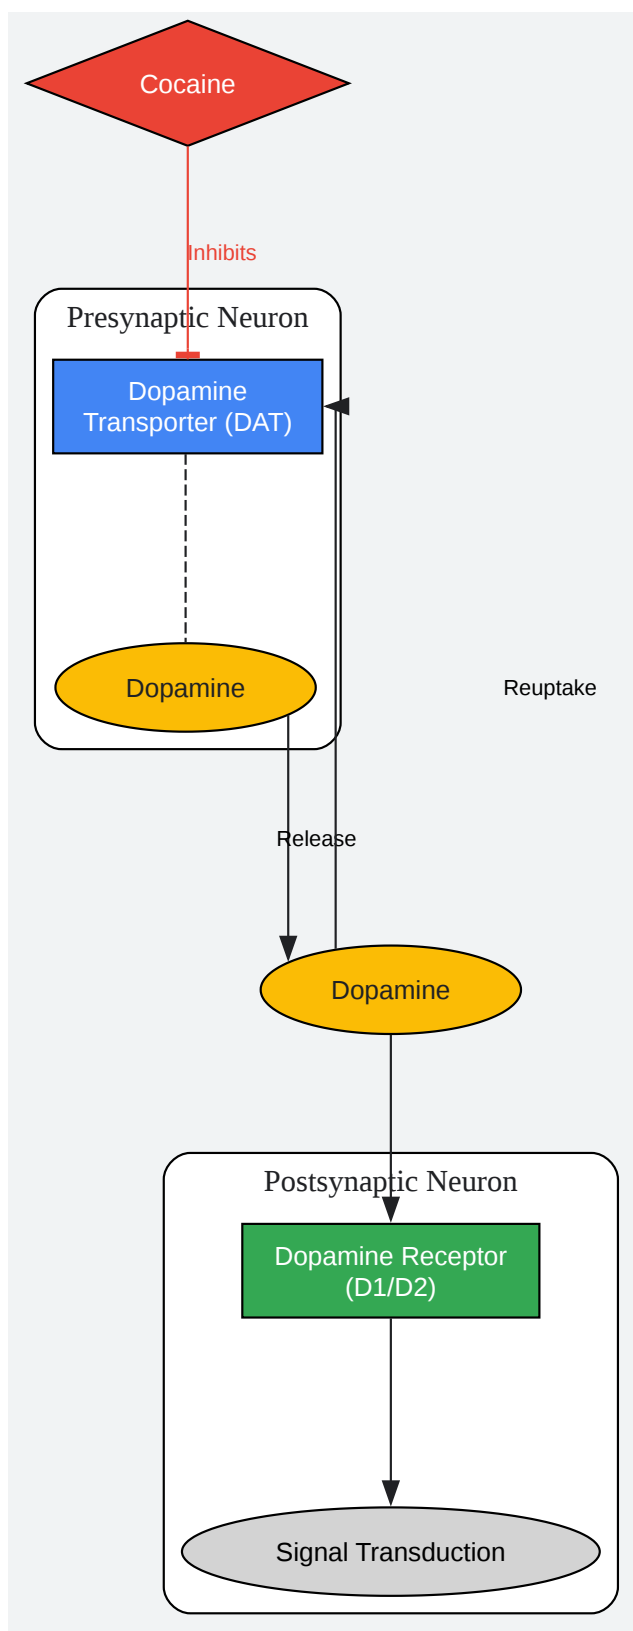 Cocaine
Inhibits
Presynaptic Neuron
Dopamine
Transporter (DAT)
Dopamine
Reuptake
Release
Dopamine
Postsynaptic Neuron
Dopamine Receptor
(D1/D2)
Signal Transduction